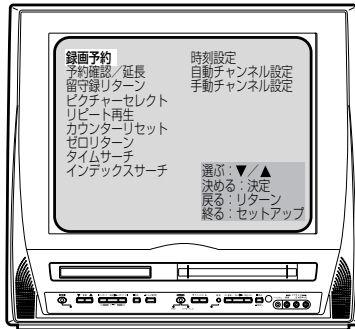 録画予約
予約確認／延長
留守録リターン
ピクチャーセレクト
リピート再生
カウンターリセット
ゼロリターン
タイムサーチ
インデックスサーチ
時刻設定
自動チャンネル設定
手動チャンネル設定
選ぶ：▼／▲
決める：決定
戻る：リターン
終る：セットアップ